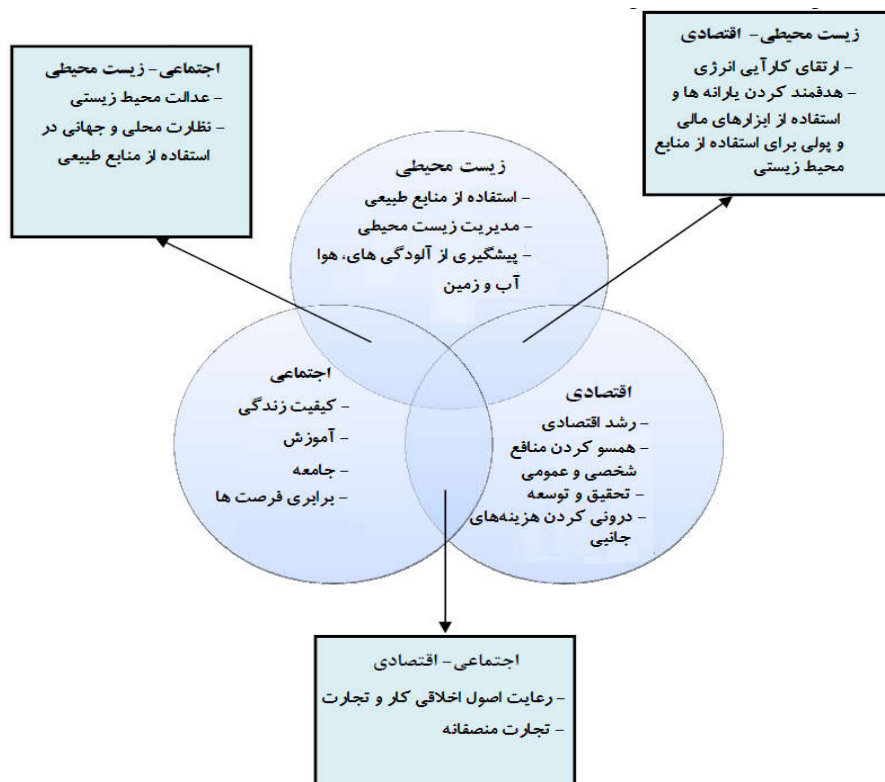 زیست محیطی- اقتصادی
- ارتقای کارآیی انرژی
- هدقمند کردن یارانه ها و
استفاده از ابزارهای مالی
و پولی برای استفاده از منابع
محیط زیستی
اجتماعی- زیست محیطی
- عدالت محیط زیستی
- نظارت محلی و جهانی در
استفاده از منابع طبیعی
زیست محیطی
- استفاده از منابع طبیعی
- مدیریت زیست محیطی
- پیشگیری از آلودگی های، هوا
آب و زمین
اقتصادی
- رشد اقتصادی
- همسو کردن منافع
شخصی و عمومی
- تحقیق و توسعه
- درونی کردن هزینه‌های
جانبی
اجتماعی
- کیفیت زندگی
- آموزش
- جامعه
- برابری فرصت ها
اجتماعی- اقتصادی
- رعایت اصول اخلاقی کار و تجارت
- تجارت منصفانه